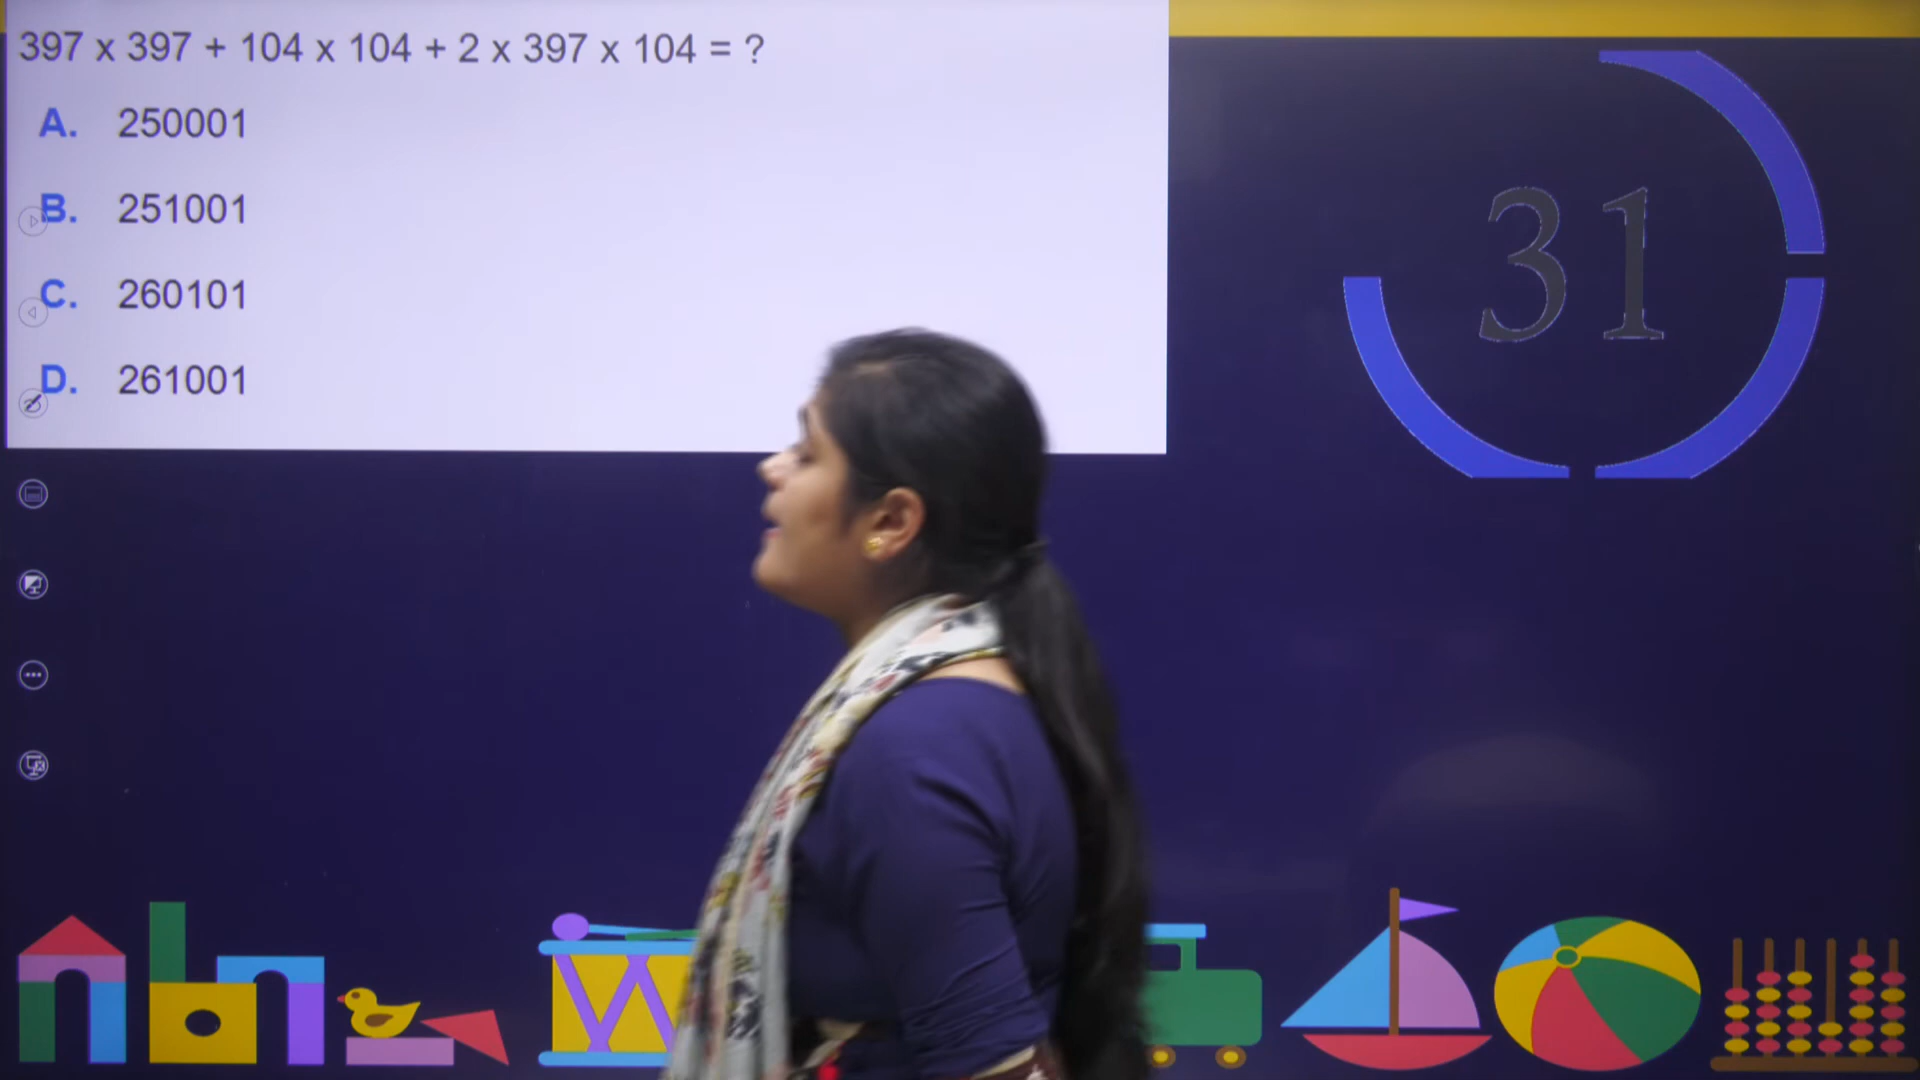 397 x 397 + 104 x 104 + 2 x 397 x 104 = ?
A. 250001
B. 251001
C. 260101
D. 261001
31